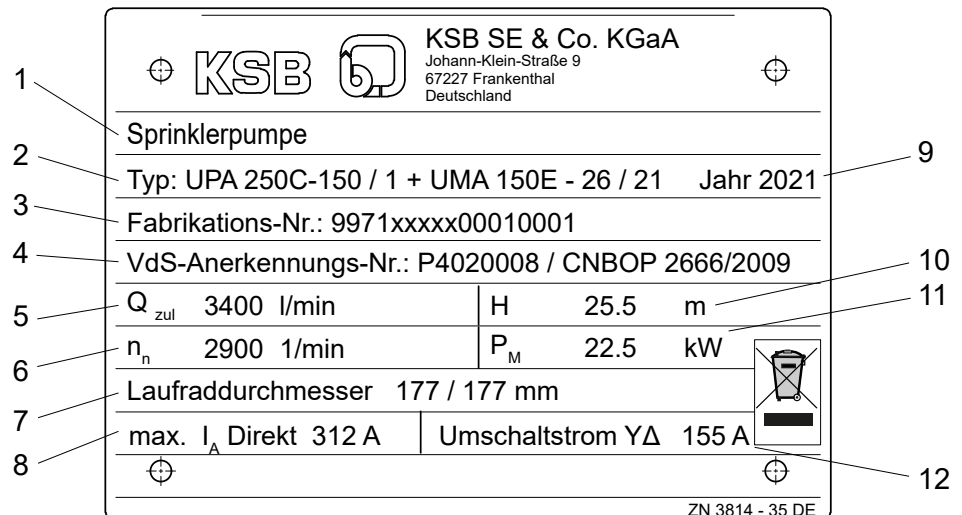 KSB KSB SE & Co. KGaA
Johann-Klein-Straße 9
67227 Frankenthal
Deutschland
1
Sprinklerpumpe
2 Typ: UPA 250C-150 / 1 + UMA 150E - 26 / 21 Jahr 2021 9
3 Fabrikations-Nr.: 9971xxxxx00010001
4 VdS-Anerkennungs-Nr.: P4020008 / CNBOP 2666/2009
5 Q zul 3400 l/min H 25.5 m 10
6 nn 2900 1/min PM 22.5 kW 11
7 Laufraddurchmesser 177 / 177 mm
8 max. IA Direkt 312 A Umschaltstrom YΔ 155 A 12
ZN 3814 - 35 DE